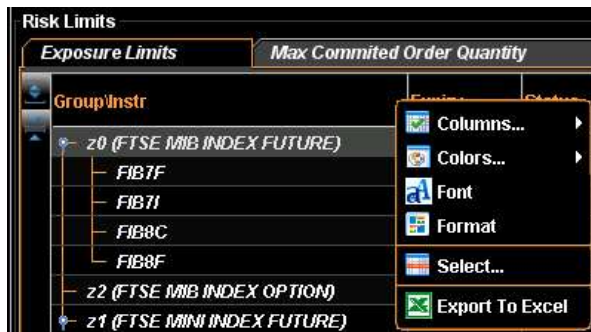 Risk Limits
Exposure Limits Max Commited Order Quantity
Group\Instr Expiry Status
Columns...
z0 (FTSE MIB INDEX FUTURE)
Colors...
FIB7F
Font
FIB7I
Format
FIB8C
FIB8F
Select...
z2 (FTSE MIB INDEX OPTION)
Export To Excel
z1 (FTSE MINI INDEX FUTURE)